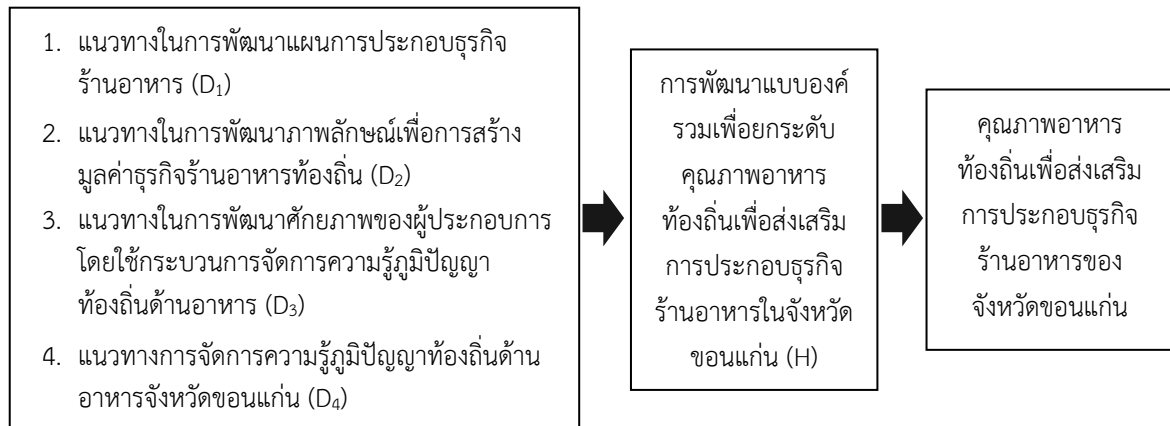 1. แนวทางในการพัฒนาแผนการประกอบธุรกิจ
ร้านอาหาร (D₁)
2. แนวทางในการพัฒนาภาพลักษณ์เพื่อการสร้าง
มูลค่าธุรกิจร้านอาหารท้องถิ่น (D₂)
3. แนวทางในการพัฒนาศักยภาพของผู้ประกอบการ
โดยใช้กระบวนการจัดการความรู้ภูมิปัญญา
ท้องถิ่นด้านอาหาร (D₃)
4. แนวทางการจัดการความรู้ภูมิปัญญาท้องถิ่นด้าน
อาหารจังหวัดขอนแก่น (D₄)
การพัฒนาแบบองค์
รวมเพื่อยกระดับ
คุณภาพอาหาร
ท้องถิ่นเพื่อส่งเสริม
การประกอบธุรกิจ
ร้านอาหารในจังหวัด
ขอนแก่น (H)
คุณภาพอาหาร
ท้องถิ่นเพื่อส่งเสริม
การประกอบธุรกิจ
ร้านอาหารของ
จังหวัดขอนแก่น